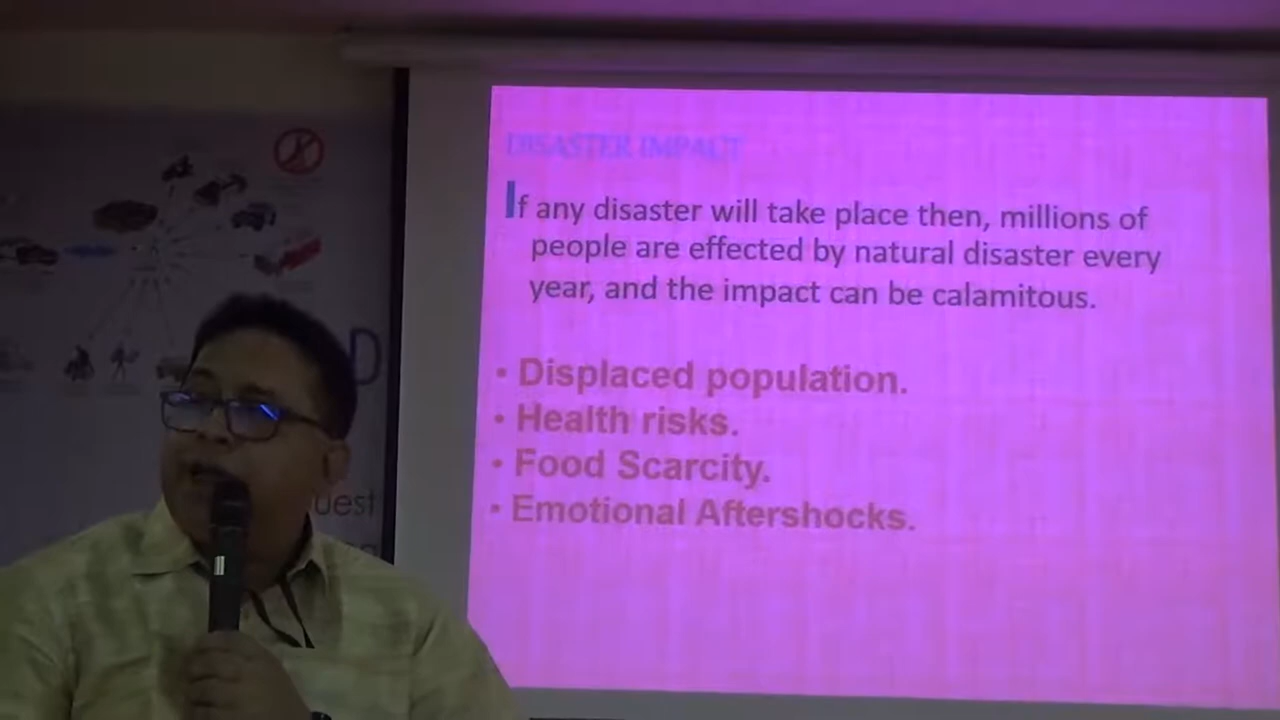 DISASTER IMPACT
If any disaster will take place then, millions of
people are effected by natural disaster every
year, and the impact can be calamitous.
• Displaced population.
• Health risks.
• Food Scarcity.
• Emotional Aftershocks.
D
uest